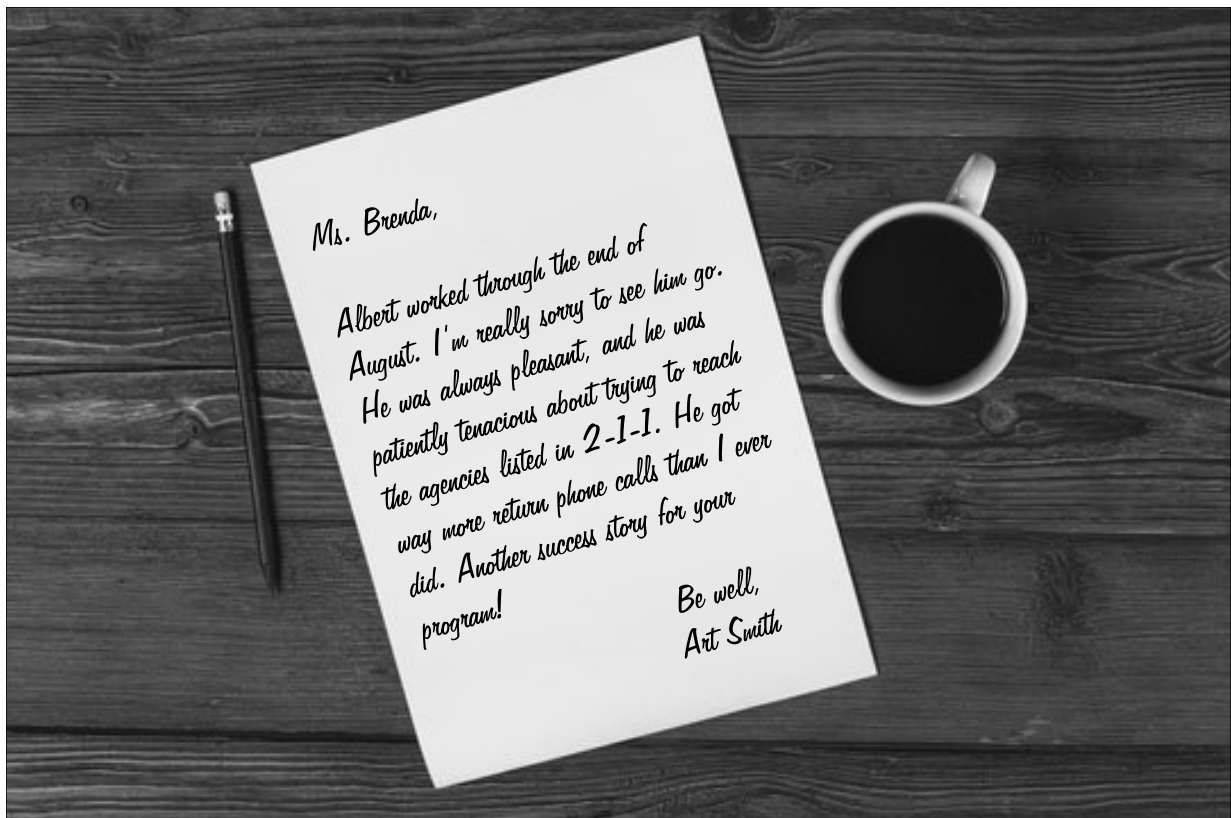 Ms. Brenda,
Albert worked through the end of
August. I'm really sorry to see him go.
He was always pleasant, and he was
patiently tenacious about trying to reach
the agencies listed in 2-1-1. He got
way more return phone calls than I ever
did. Another success story for your
program!
Be well,
Art Smith